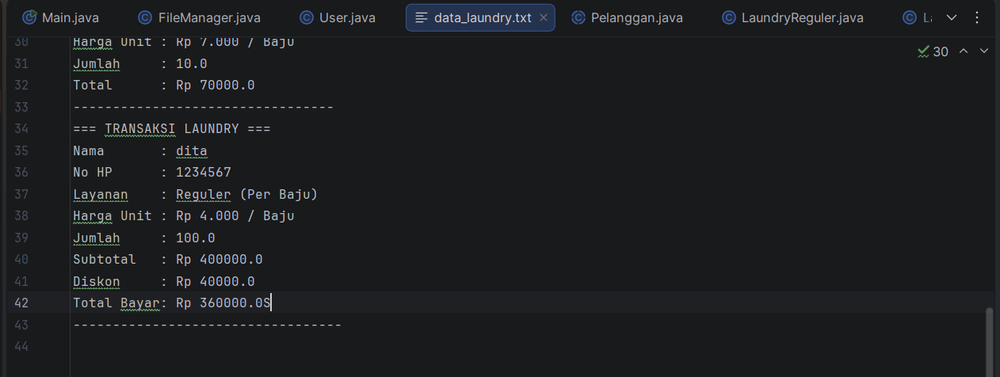 Main.java FileManager.java User.java data_laundry.txt Pelanggan.java LaundryReguler.java
30 Harga Unit : Rp 7.000 / Baju
30
31 Jumlah : 10.0
32 Total : Rp 70000.0
33 ---------------------------------
34 === TRANSAKSI LAUNDRY ===
35 Nama : dita
36 No HP : 1234567
37 Layanan : Reguler (Per Baju)
38 Harga Unit : Rp 4.000 / Baju
39 Jumlah : 100.0
40 Subtotal : Rp 400000.0
41 Diskon : Rp 40000.0
42 Total Bayar: Rp 360000.0S
43 ----------------------------------
44